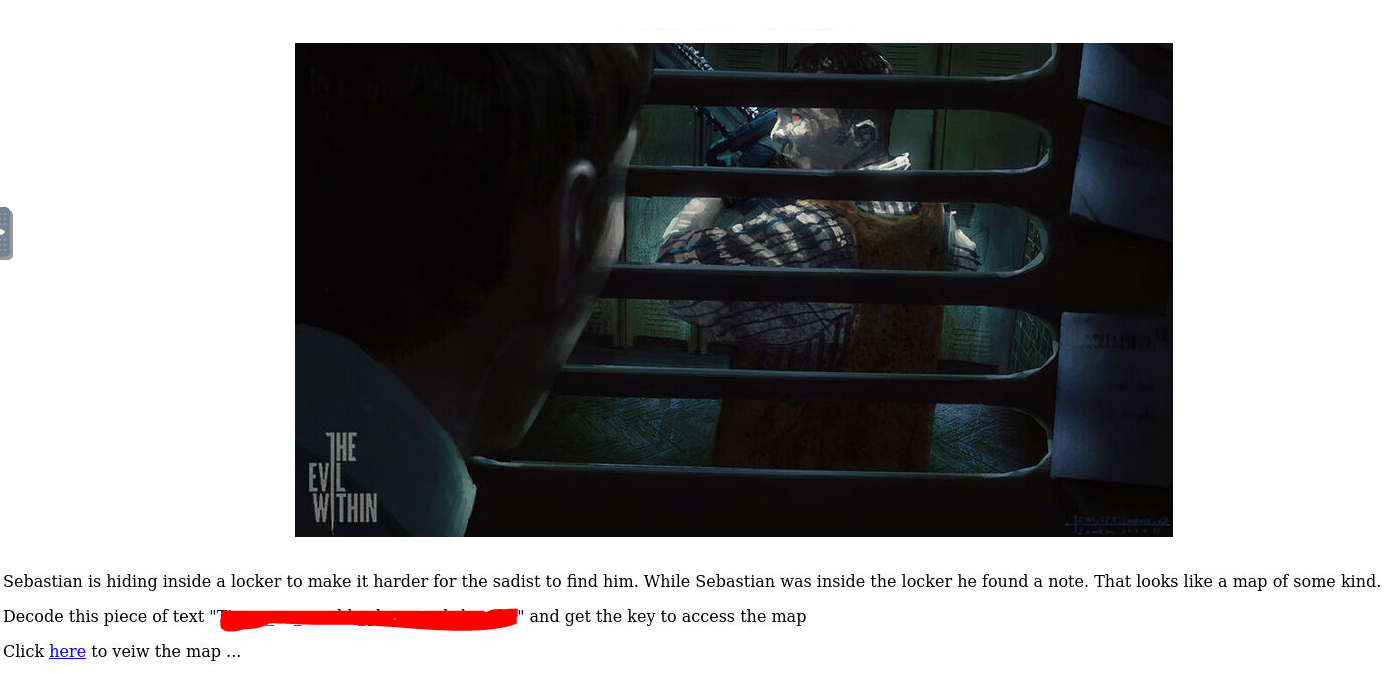 THE
EVIL
WITHIN
Sebastian is hiding inside a locker to make it harder for the sadist to find him. While Sebastian was inside the locker he found a note. That looks like a map of some kind.
Decode this piece of text " " and get the key to access the map
Click here to veiw the map ...